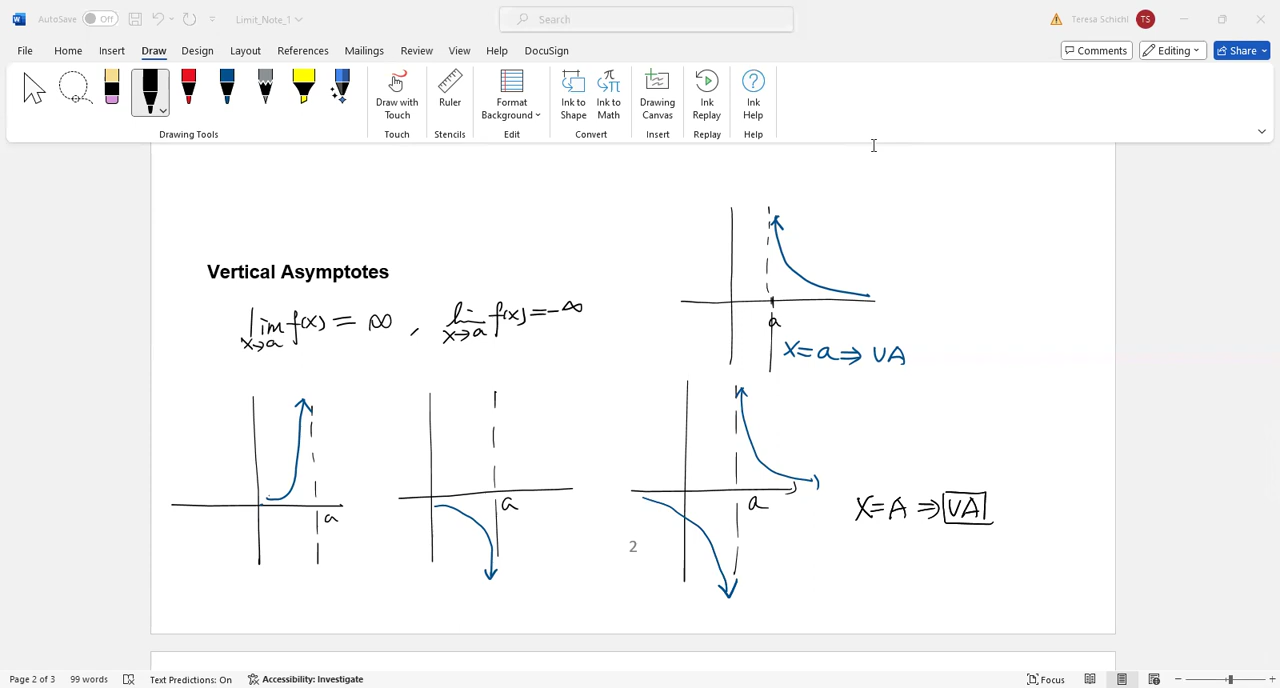 AutoSave Off Limit_Note_1 Search Teresa Schichl TS
File Home Insert Draw Design Layout References Mailings Review View Help DocuSign Comments Editing Share
Draw with Touch Ruler Format Background Ink to Shape Ink to Math Drawing Canvas Ink Replay Ink Help
Drawing Tools Touch Stencils Edit Convert Insert Replay Help
Vertical Asymptotes
lim x→a f(x) = ∞ , lim x→a f(x) = -∞
a
x = a ⇒ VA
a
a
a
X = A ⇒ VA
2
Page 2 of 3 99 words Text Predictions: On Accessibility: Investigate Focus